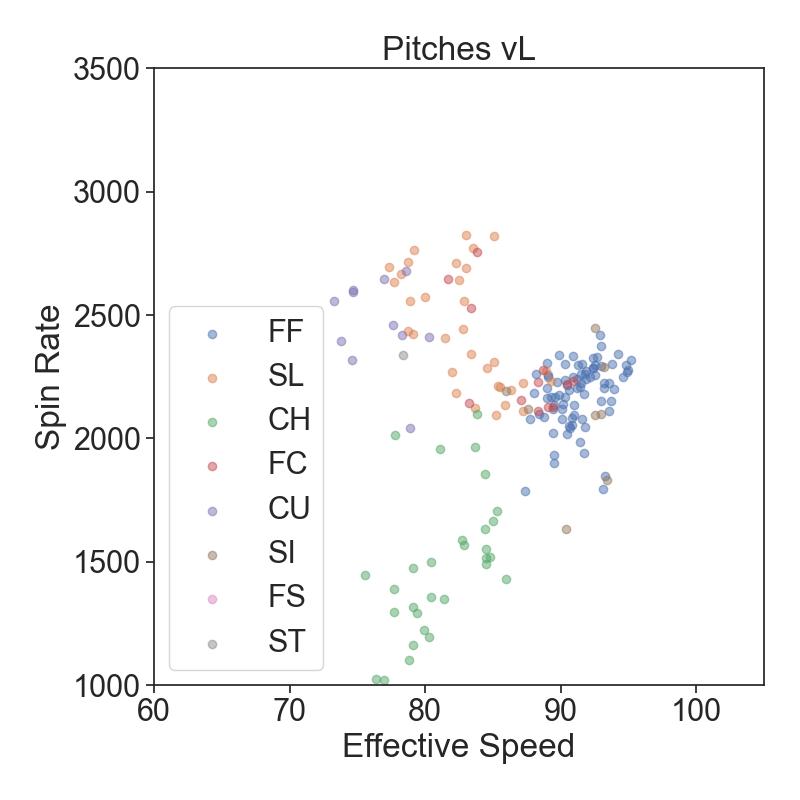 Pitches vL
3500
3000
2500
2000
1500
1000
Spin Rate
FF
SL
CH
FC
CU
SI
FS
ST
60 70 80 90 100
Effective Speed